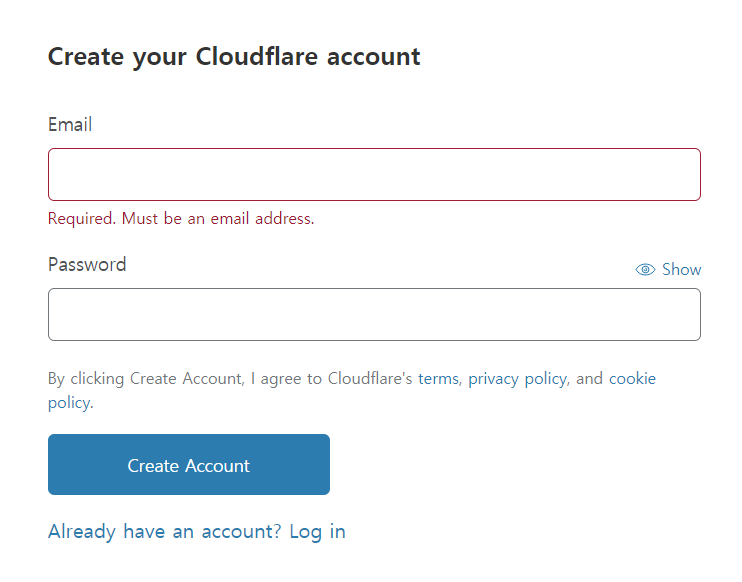 Create your Cloudflare account
Email
Required. Must be an email address.
Password
Show
By clicking Create Account, I agree to Cloudflare's terms, privacy policy, and cookie
policy.
Create Account
Already have an account? Log in